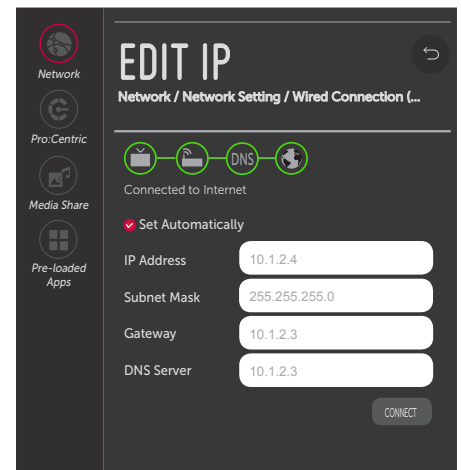 Network
Pro:Centric
Media Share
Pre-loaded
Apps
EDIT IP
Network / Network Setting / Wired Connection (...
DNS
Connected to Internet
Set Automatically
IP Address
10.1.2.4
Subnet Mask
255.255.255.0
Gateway
10.1.2.3
DNS Server
10.1.2.3
CONNECT